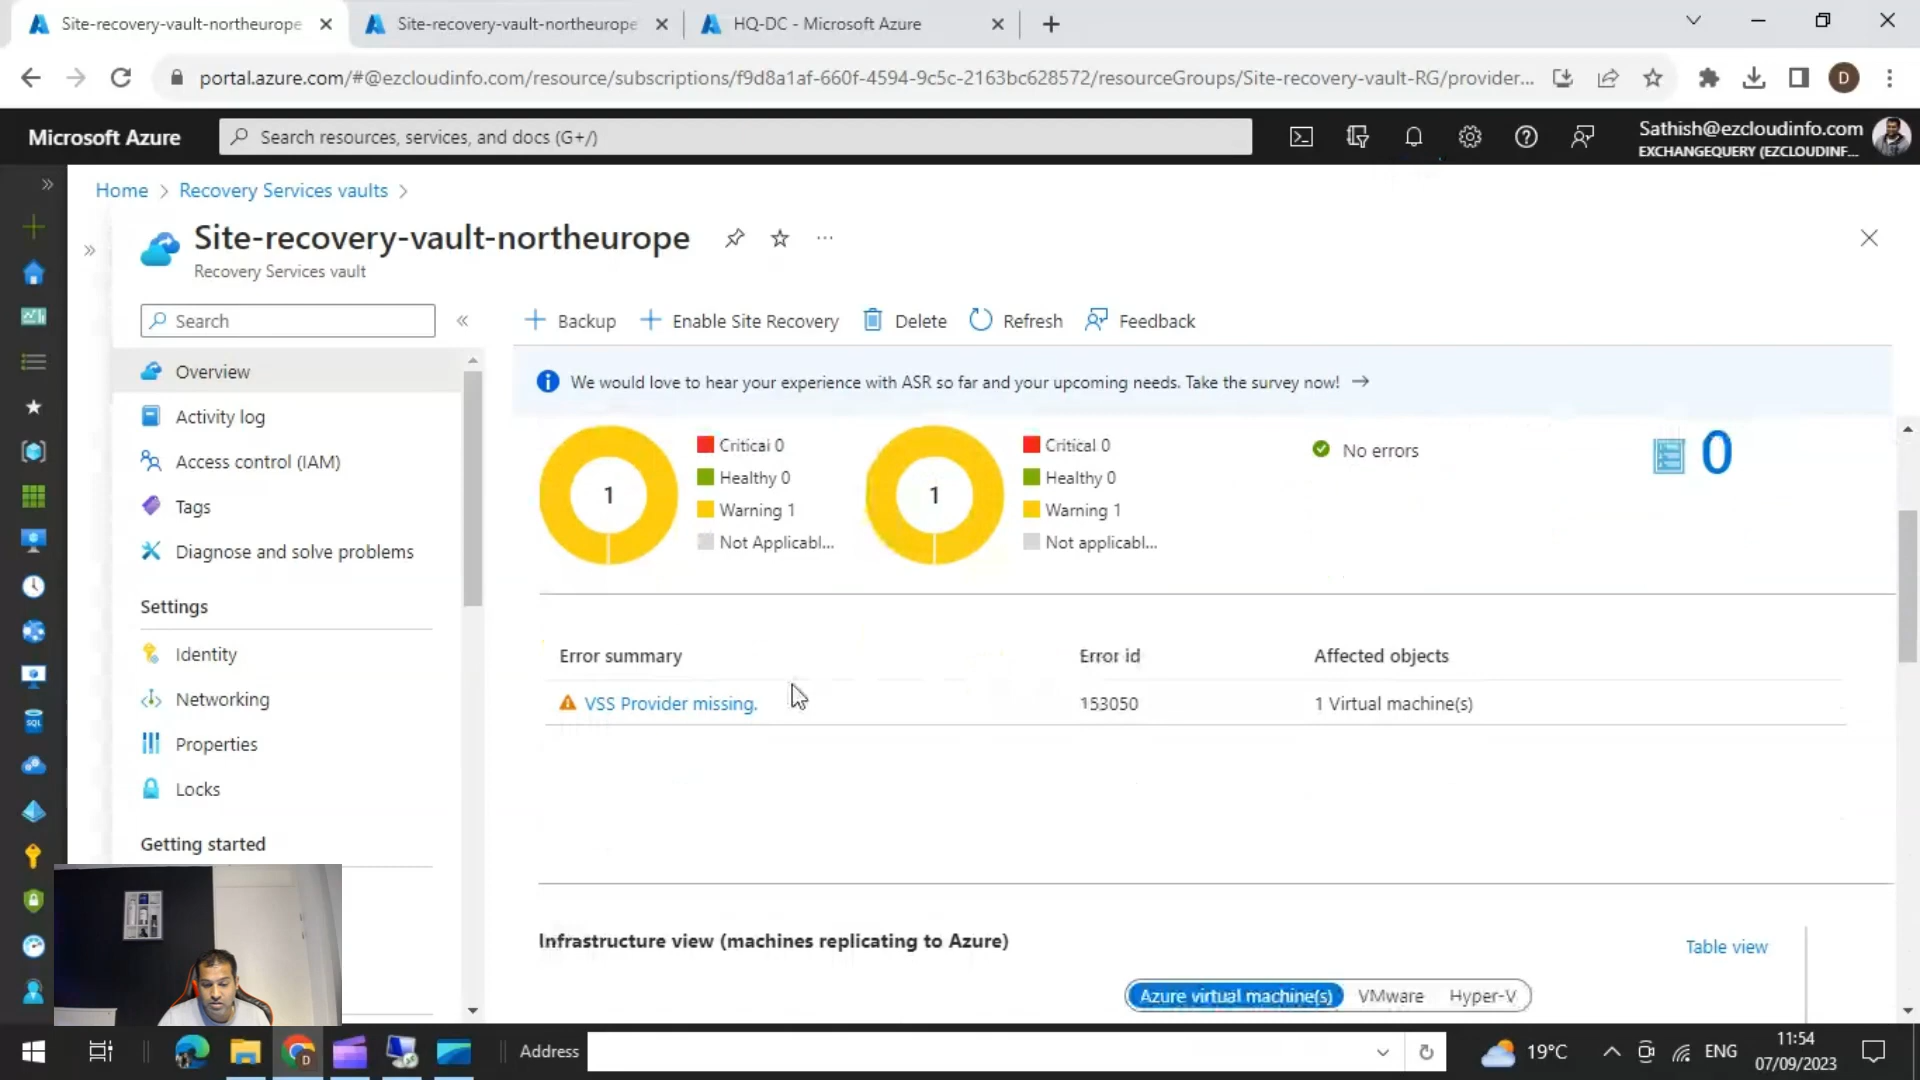 Site-recovery-vault-northeurope
Site-recovery-vault-northeurope
HQ-DC - Microsoft Azure
portal.azure.com/#@ezcloudinfo.com/resource/subscriptions/f9d8a1af-660f-4594-9c5c-2163bc628572/resourceGroups/Site-recovery-vault-RG/provider...
D
Microsoft Azure
Search resources, services, and docs (G+/)
Sathish@ezcloudinfo.com
EXCHANGEQUERY (EZCLOUDINF...
Home > Recovery Services vaults >
Site-recovery-vault-northeurope
Recovery Services vault
Search
Backup
Enable Site Recovery
Delete
Refresh
Feedback
Overview
Activity log
Access control (IAM)
Tags
Diagnose and solve problems
Settings
Identity
Networking
Properties
Locks
Getting started
We would love to hear your experience with ASR so far and your upcoming needs. Take the survey now! →
1
Critical 0
Healthy 0
Warning 1
Not Applicabl...
1
Critical 0
Healthy 0
Warning 1
Not applicabl...
No errors
0
Error summary Error id Affected objects
VSS Provider missing. 153050 1 Virtual machine(s)
Infrastructure view (machines replicating to Azure)
Table view
Azure virtual machine(s) VMware Hyper-V
SQL
Address
19°C
ENG
11:54
07/09/2023